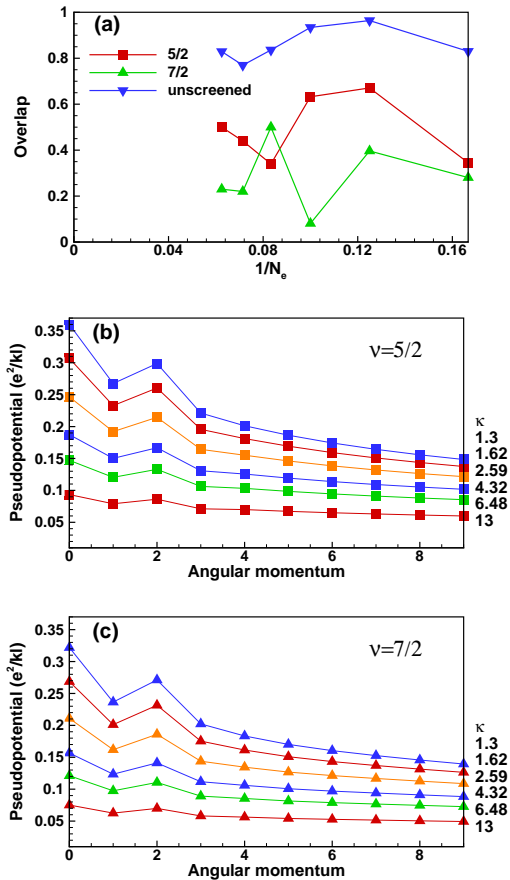 (a)
5/2
7/2
unscreened
Overlap
1
0.8
0.6
0.4
0.2
0
0 0.04 0.08 0.12 0.16
1/Ne
(b)
ν=5/2
Pseudopotential (e²/kl)
0.35
0.3
0.25
0.2
0.15
0.1
0.05
κ
1.3
1.62
2.59
4.32
6.48
13
0 2 4 6 8
Angular momentum
(c)
ν=7/2
Pseudopotential (e²/kl)
0.35
0.3
0.25
0.2
0.15
0.1
0.05
κ
1.3
1.62
2.59
4.32
6.48
13
0 2 4 6 8
Angular momentum